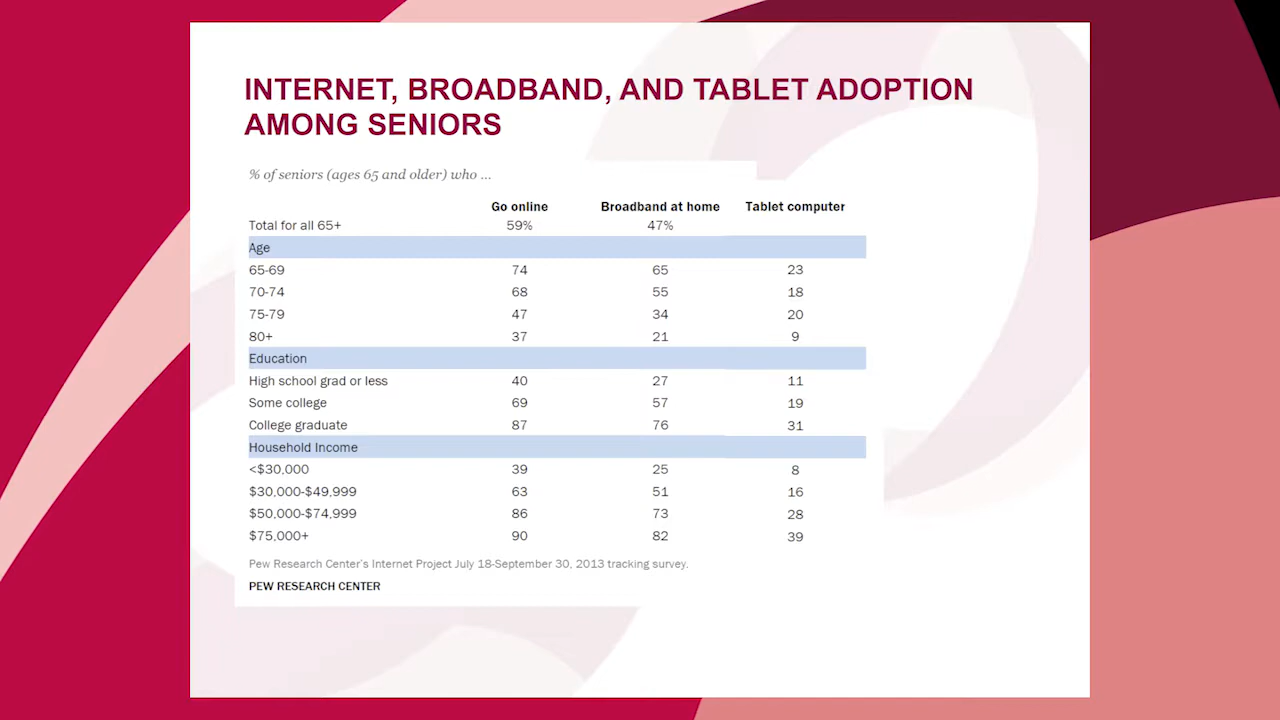 INTERNET, BROADBAND, AND TABLET ADOPTION
AMONG SENIORS
% of seniors (ages 65 and older) who ...
Go online Broadband at home Tablet computer
Total for all 65+ 59% 47%
Age
65-69 74 65 23
70-74 68 55 18
75-79 47 34 20
80+ 37 21 9
Education
High school grad or less 40 27 11
Some college 69 57 19
College graduate 87 76 31
Household Income
<$30,000 39 25 8
$30,000-$49,999 63 51 16
$50,000-$74,999 86 73 28
$75,000+ 90 82 39
Pew Research Center's Internet Project July 18-September 30, 2013 tracking survey.
PEW RESEARCH CENTER